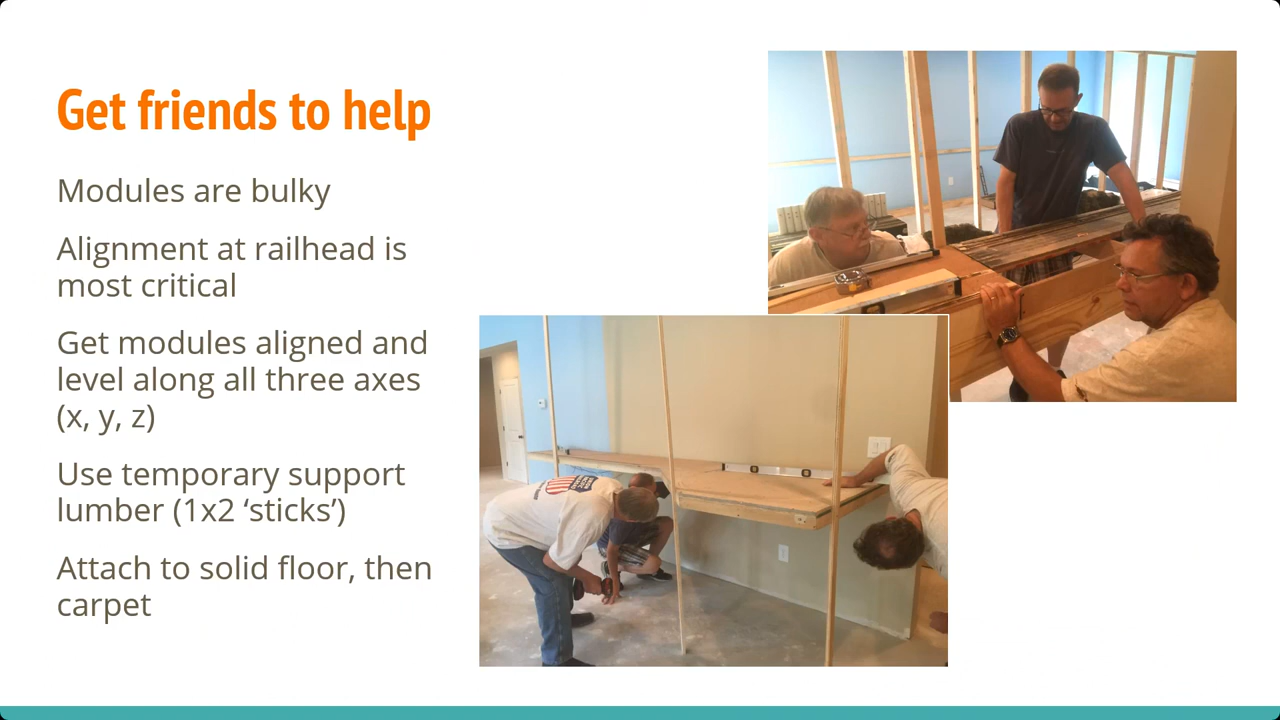 Get friends to help
Modules are bulky
Alignment at railhead is
most critical
Get modules aligned and
level along all three axes
(x, y, z)
Use temporary support
lumber (1x2 ‘sticks’)
Attach to solid floor, then
carpet